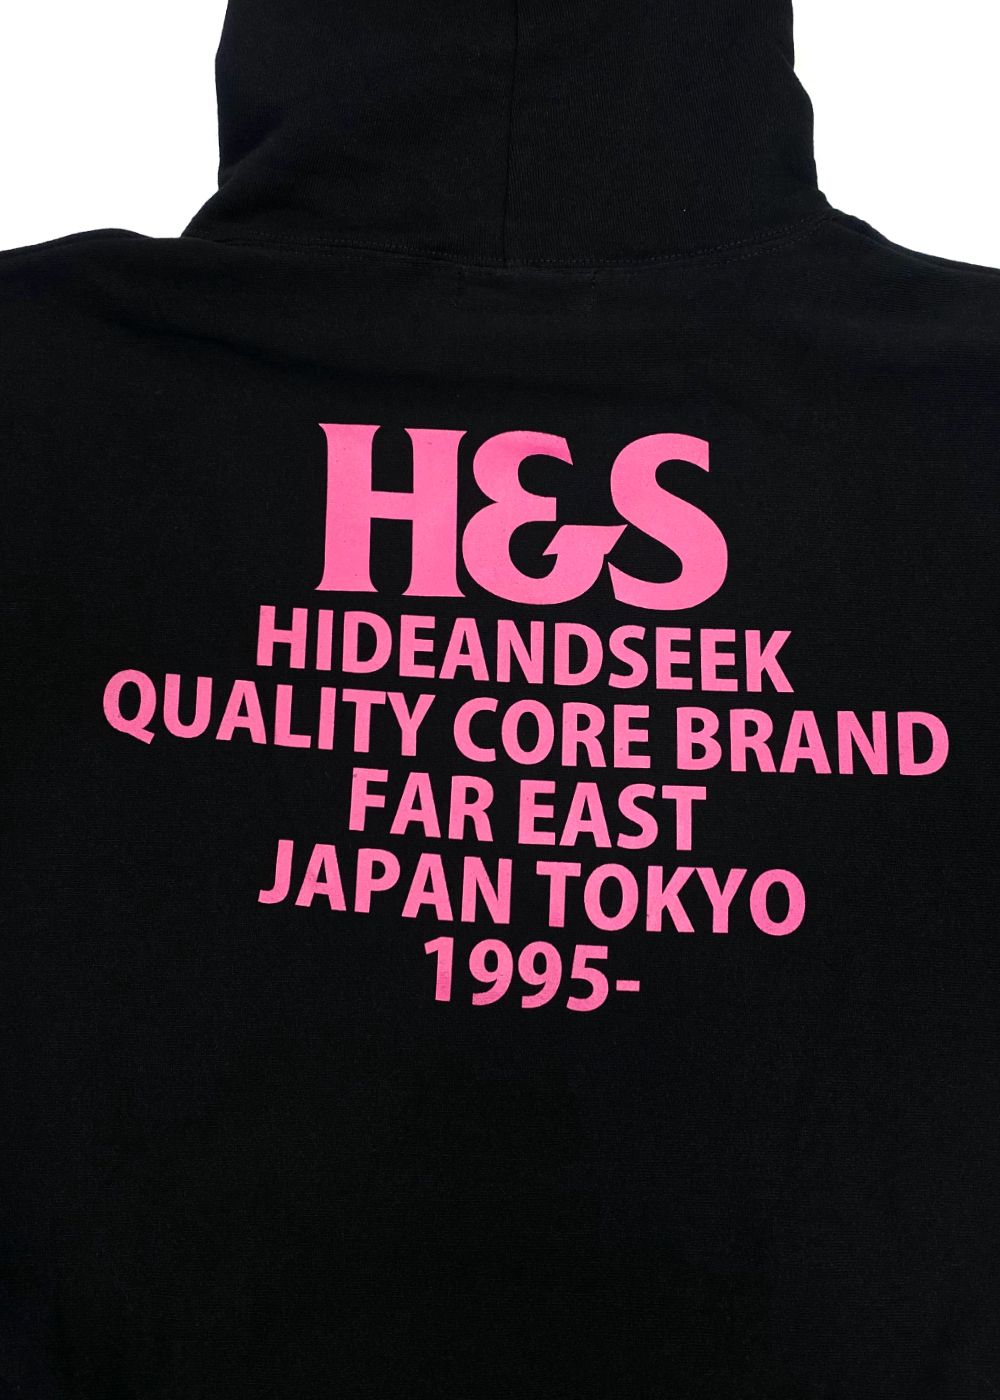 H&S
HIDEANDSEEK
QUALITY CORE BRAND
FAR EAST
JAPAN TOKYO
1995-